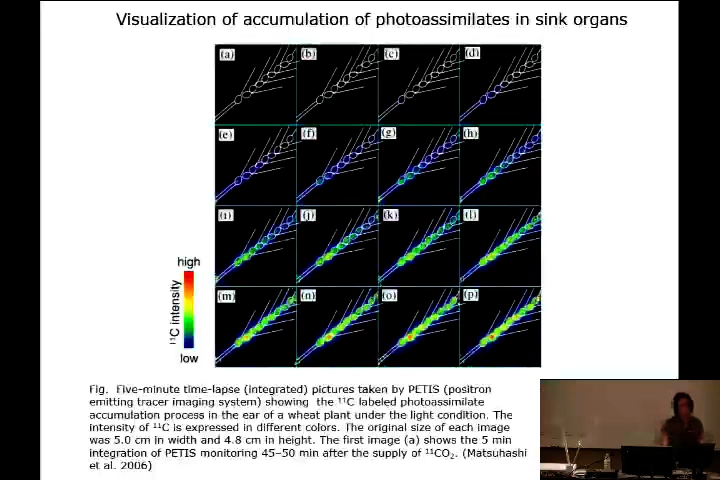 Visualization of accumulation of photoassimilates in sink organs
(a) (b) (c) (d)
(e) (f) (g) (h)
(i) (j) (k) (l)
(m) (n) (o) (p)
high
¹¹C intensity
low
Fig. Five-minute time-lapse (integrated) pictures taken by PETIS (positron
emitting tracer imaging system) showing the ¹¹C labeled photoassimilate
accumulation process in the ear of a wheat plant under the light condition. The
intensity of ¹¹C is expressed in different colors. The original size of each image
was 5.0 cm in width and 4.8 cm in height. The first image (a) shows the 5 min
integration of PETIS monitoring 45–50 min after the supply of ¹¹CO₂. (Matsuhashi
et al. 2006)